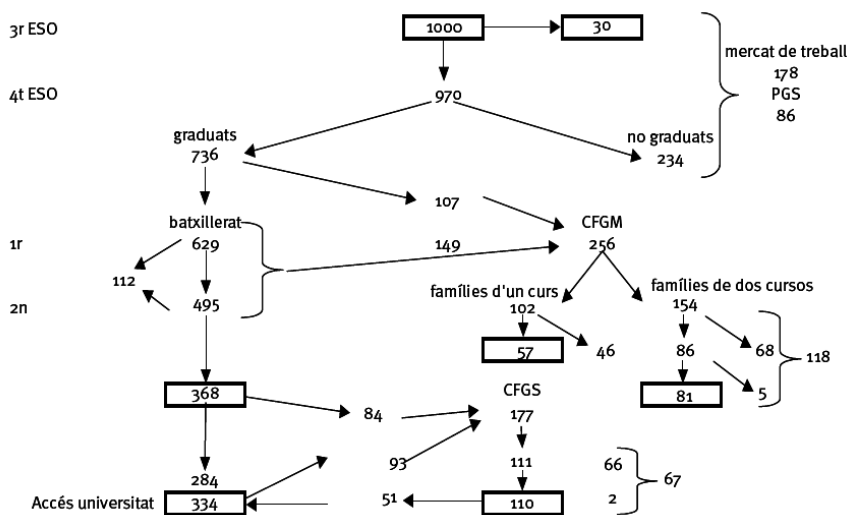 3r ESO 1000 30
mercat de treball
178
4t ESO 970 PGS
86
graduats no graduats
736 234
107
batxillerat CFGM
1r 629 149 256
112 famílies d'un curs famílies de dos cursos
2n 495 102 154
57 46 86 68 118
368 CFGS 81 5
84 177
93 111 66
284 67
Accés universitat 334 51 110 2